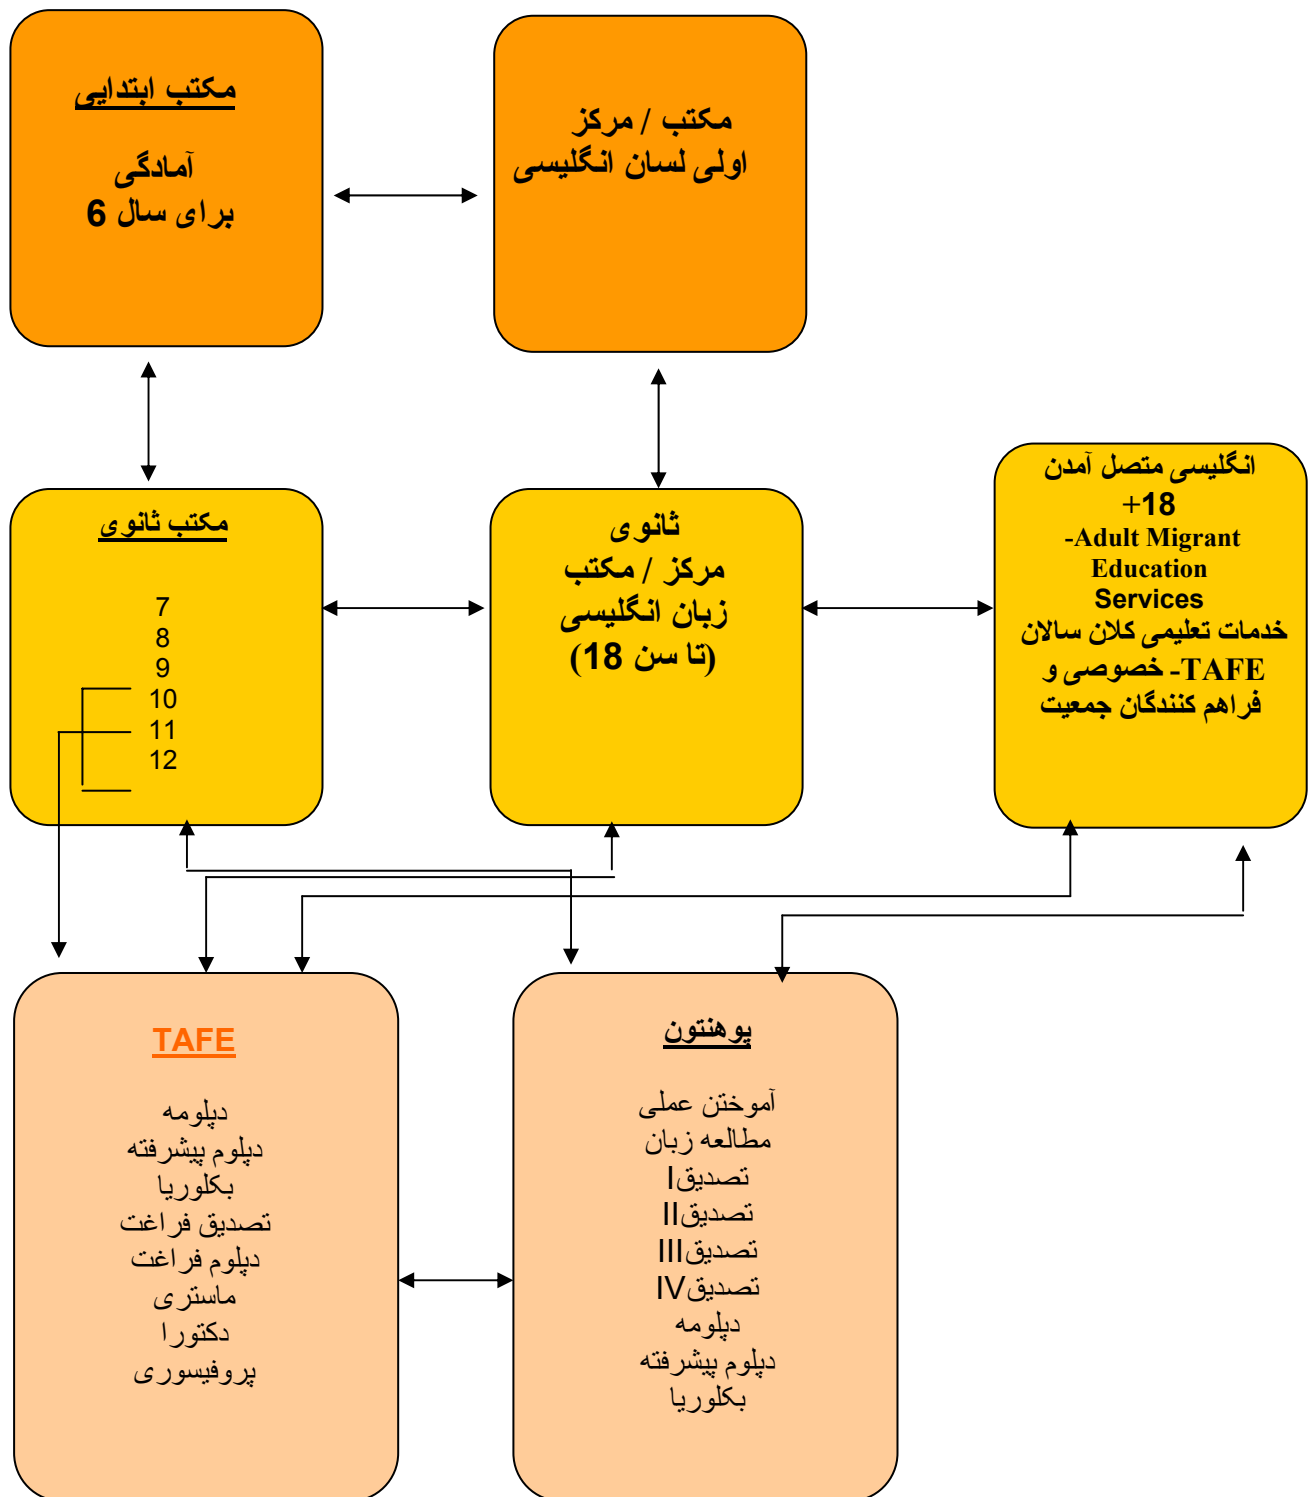 مکتب ابتدایی
آمادگی
برای سال 6
مکتب / مرکز
اولی لسان انگلیسی
مکتب ثانوی
7
8
9
10
11
12
ثانوی
مرکز / مکتب
زبان انگلیسی
(تا سن 18)
انگلیسی متصل آمدن
18+
-Adult Migrant
Education
Services
خدمات تعلیمی کلان سالان
TAFE- خصوصی و
فراهم کنندگان جمعیت
TAFE
دپلومه
دپلوم پیشرفته
بکلوریا
تصدیق فراغت
دپلوم فراغت
ماستری
دکتورا
پروفیسوری
پوهنتون
آموختن عملی
مطالعه زبان
تصدیقI
تصدیقII
تصدیقIII
تصدیقIV
دپلومه
دپلوم پیشرفته
بکلوریا